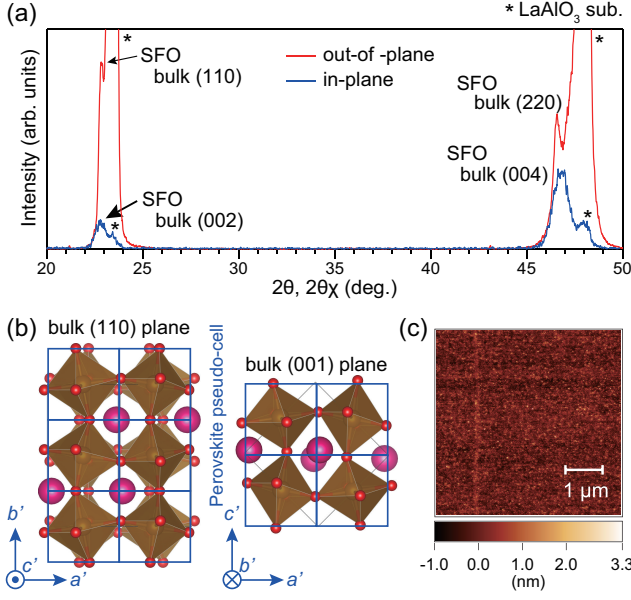 (a)
* LaAlO₃ sub.
Intensity (arb. units)
*
SFO
bulk (110)
out-of -plane
in-plane
*
SFO
bulk (220)
SFO
bulk (004)
SFO
bulk (002)
*
*
20 25 30 35 40 45 50
2θ, 2θχ (deg.)
(b)
bulk (110) plane
Perovskite pseudo-cell
bulk (001) plane
b'
c'
a'
c'
b'
a'
(c)
1 μm
-1.0 0.0 1.0 2.0 3.3
(nm)